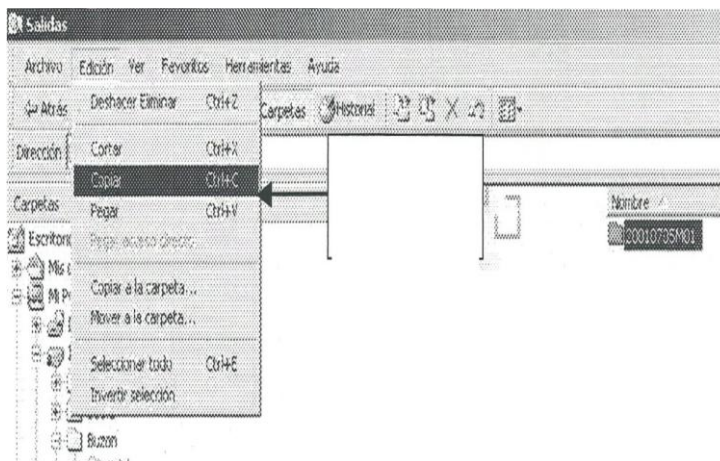 Salidas
Archivo Edición Ver Favoritos Herramientas Ayuda
Atrás Carpetas Historial
Deshacer Eliminar Ctrl+Z
Dirección
Cortar Ctrl+X
Copiar Ctrl+C
Carpetas
Pegar Ctrl+V
Nombre
Escritorio
Pegar acceso directo
Mis
Mi P
Copiar a la carpeta...
Mover a la carpeta...
Seleccionar todo Ctrl+E
Invertir selección
Buzon